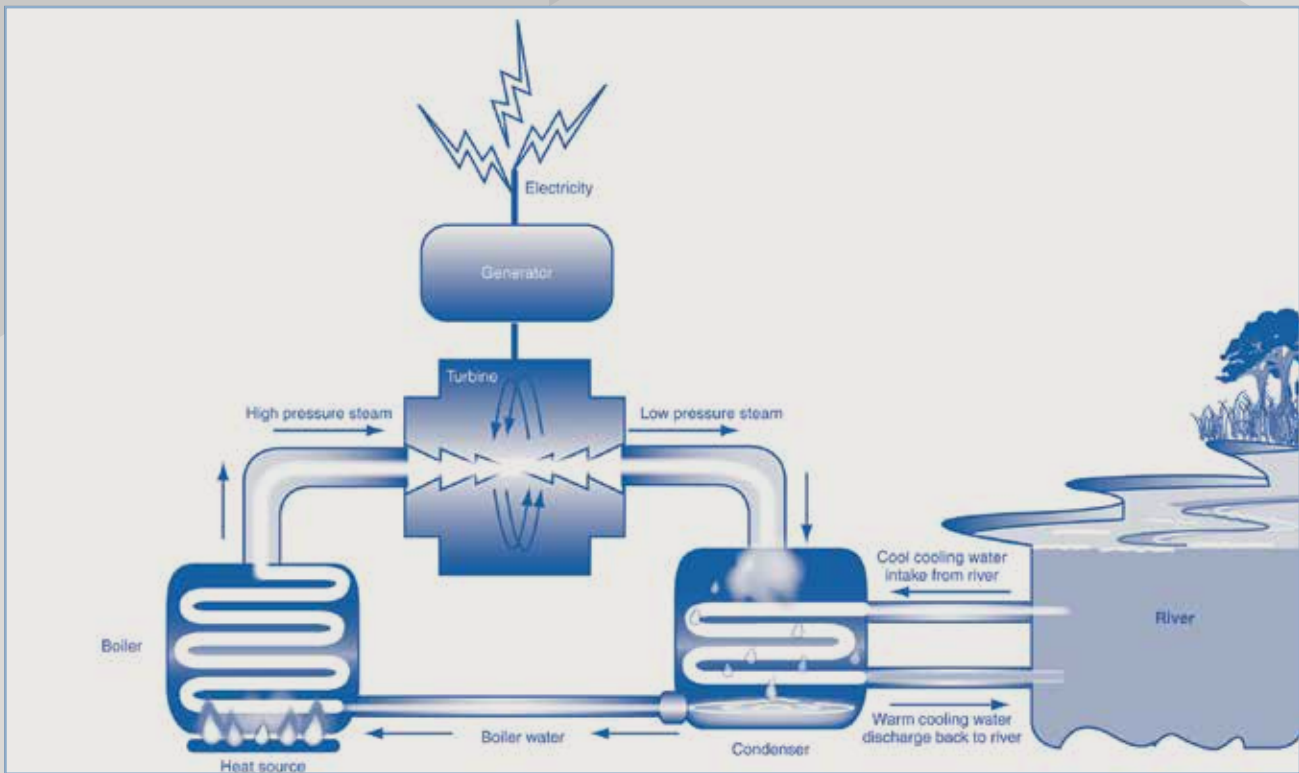 Electricity
Generator
Turbine
High pressure steam
Low pressure steam
Cool cooling water
intake from river
River
Boiler
Warm cooling water
discharge back to river
Boiler water
Condenser
Heat source